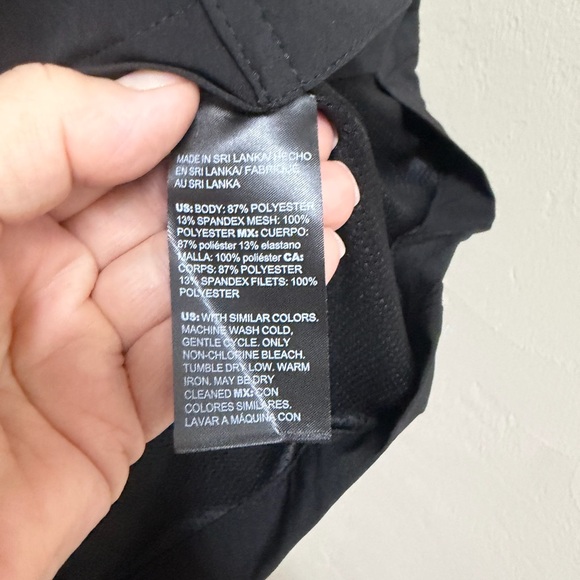 MADE IN SRI LANKA/ HECHO
EN SRI LANKA/ FABRIQUÉ
AU SRI LANKA
US: BODY: 87% POLYESTER
13% SPANDEX MESH: 100%
POLYESTER MX: CUERPO:
87% poliéster 13% elastano
MALLA: 100% poliéster CA:
CORPS: 87% POLYESTER
13% SPANDEX FILETS: 100%
POLYESTER
US: WITH SIMILAR COLORS.
MACHINE WASH COLD,
GENTLE CYCLE. ONLY
NON-CHLORINE BLEACH.
TUMBLE DRY LOW. WARM
IRON. MAY BE DRY
CLEANED MX: CON
COLORES SIMILARES.
LAVAR A MÁQUINA CON